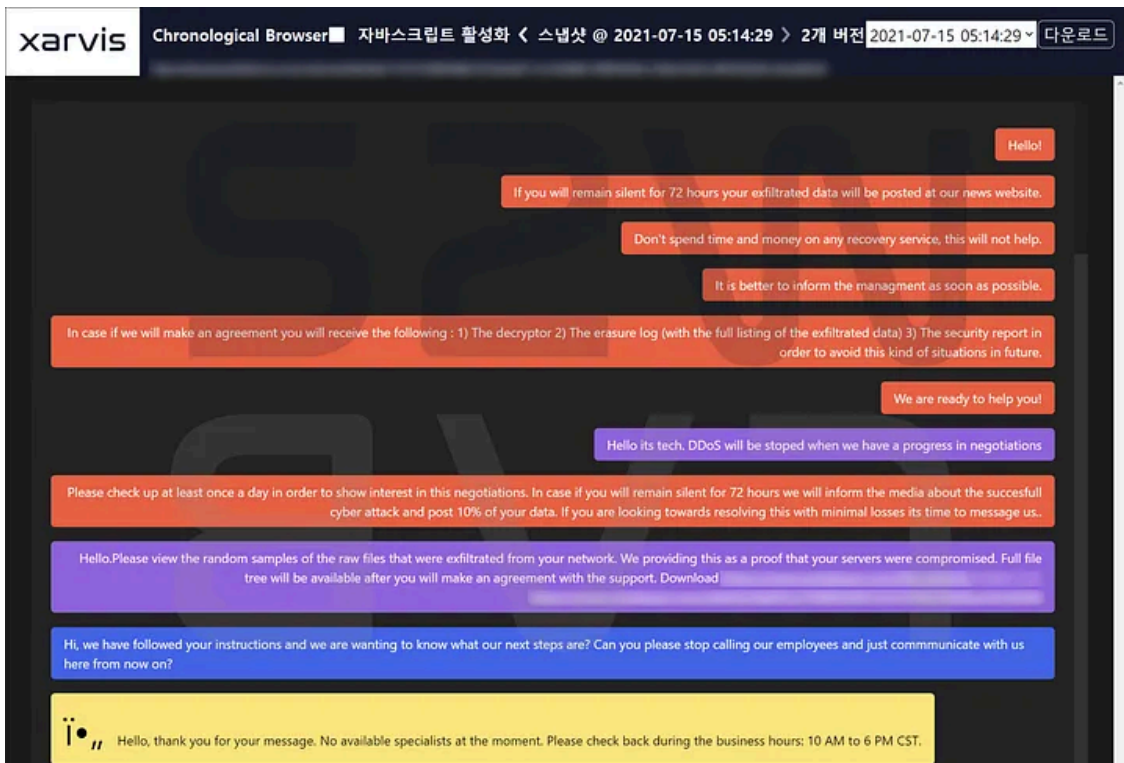 xarvis
Chronological Browser 자바스크립트 활성화 < 스냅샷 @ 2021-07-15 05:14:29 > 2개 버전 2021-07-15 05:14:29 다운로드
S2W
Hello!
If you will remain silent for 72 hours your exfiltrated data will be posted at our news website.
Don't spend time and money on any recovery service, this will not help.
It is better to inform the managment as soon as possible.
In case if we will make an agreement you will receive the following : 1) The decryptor 2) The erasure log (with the full listing of the exfiltrated data) 3) The security report in
order to avoid this kind of situations in future.
We are ready to help you!
Hello its tech. DDoS will be stoped when we have a progress in negotiations
Please check up at least once a day in order to show interest in this negotiations. In case if you will remain silent for 72 hours we will inform the media about the succesfull
cyber attack and post 10% of your data. If you are looking towards resolving this with minimal losses its time to message us..
Hello.Please view the random samples of the raw files that were exfiltrated from your network. We providing this as a proof that your servers were compromised. Full file
tree will be available after you will make an agreement with the support. Download
Hi, we have followed your instructions and we are wanting to know what our next steps are? Can you please stop calling our employees and just commmunicate with us
here from now on?
ï•„ Hello, thank you for your message. No available specialists at the moment. Please check back during the business hours: 10 AM to 6 PM CST.